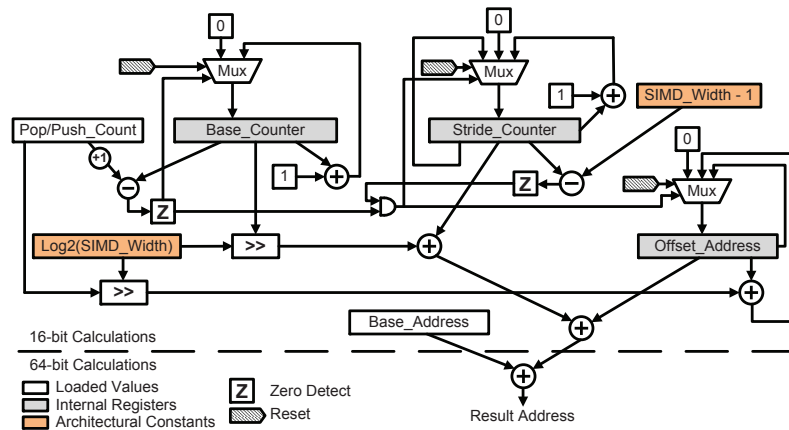 0
0
Mux
Mux
1
+
SIMD_Width - 1
Pop/Push_Count
Base_Counter
Stride_Counter
0
+1
−
1
+
Z
−
Mux
Z
Log2(SIMD_Width)
>>
+
Offset_Address
>>
+
Base_Address
+
16-bit Calculations
64-bit Calculations
Loaded Values
Z
Zero Detect
+
Internal Registers
Reset
Result Address
Architectural Constants